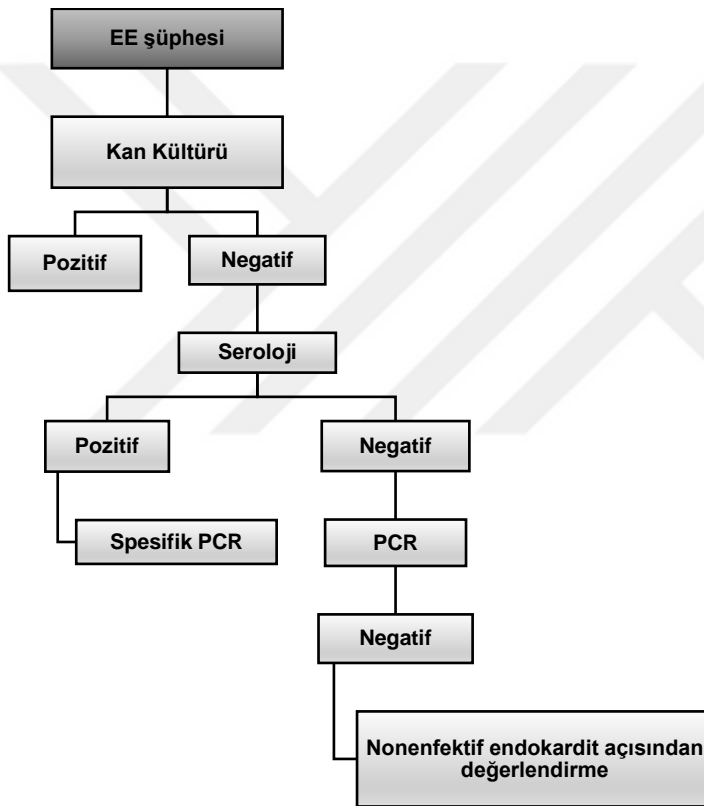 EE şüphesi
Kan Kültürü
Pozitif
Negatif
Seroloji
Pozitif
Negatif
Spesifik PCR
PCR
Negatif
Nonenfektif endokardit açısından
değerlendirme